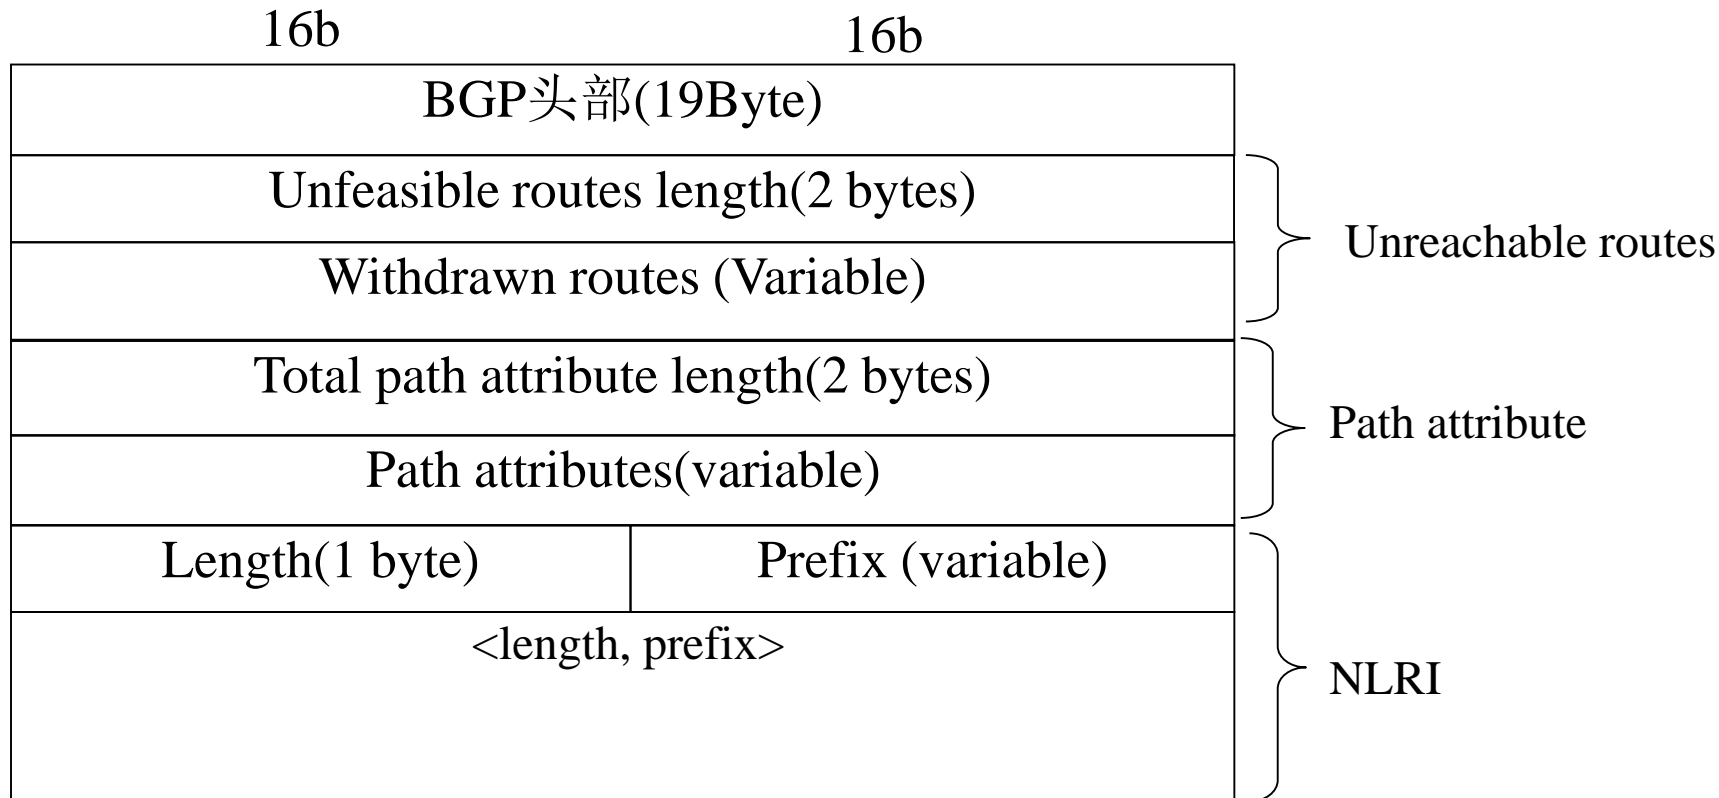 16b 16b
BGP头部(19Byte)
Unfeasible routes length(2 bytes)
Unreachable routes
Withdrawn routes (Variable)
Total path attribute length(2 bytes)
Path attribute
Path attributes(variable)
Length(1 byte) Prefix (variable)
<length, prefix>
NLRI